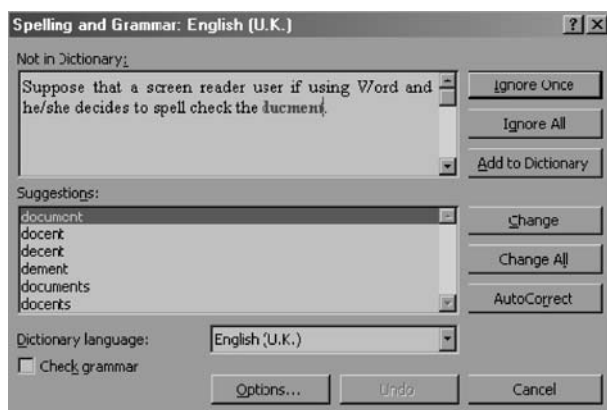 Spelling and Grammar: English (U.K.)
Not in Dictionary:
Suppose that a screen reader user if using Word and
he/she decides to spell check the ducment.
Ignore Once
Ignore All
Add to Dictionary
Suggestions:
document
docent
decent
dement
documents
docents
Change
Change All
AutoCorrect
Dictionary language:
English (U.K.)
Check grammar
Options...
Undo
Cancel